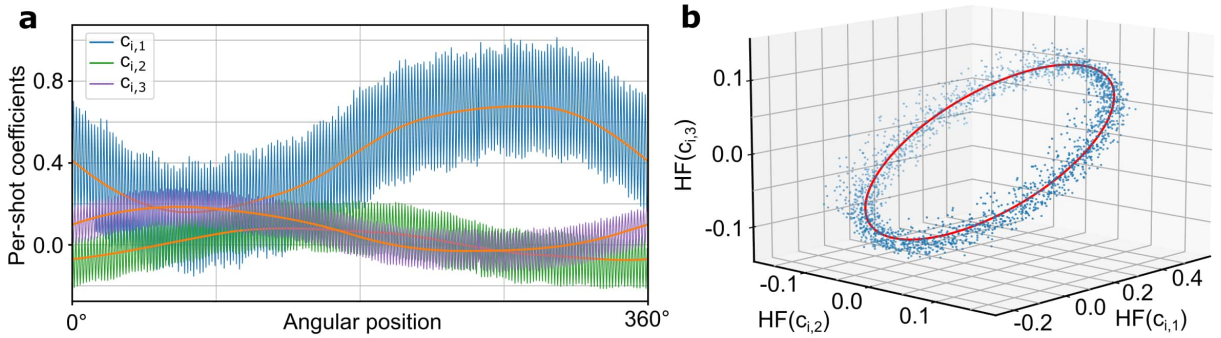 a
c_{i,1}
c_{i,2}
c_{i,3}
Per-shot coefficients
0.8
0.4
0.0
0°
Angular position
360°
b
HF(c_{i,3})
0.1
0.0
-0.1
-0.1
0.0
0.1
HF(c_{i,2})
-0.2
0.0
0.2
0.4
HF(c_{i,1})